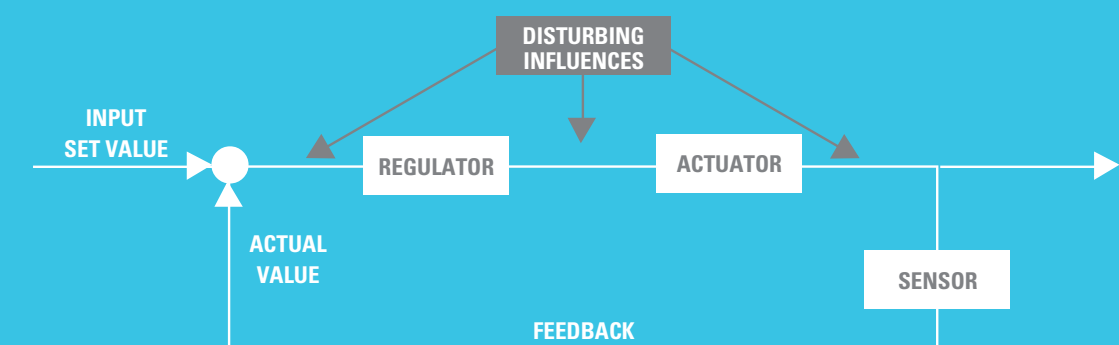 DISTURBING
INFLUENCES
INPUT
SET VALUE
REGULATOR
ACTUATOR
ACTUAL
VALUE
SENSOR
FEEDBACK